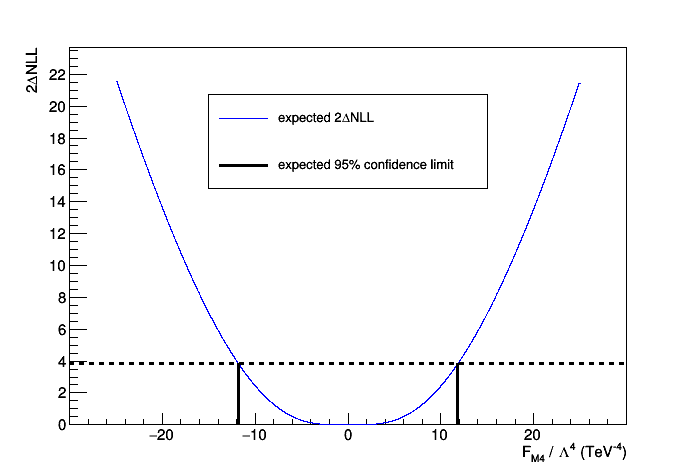 2ΔNLL
22
20
18
16
14
12
10
8
6
4
2
0
expected 2ΔNLL
expected 95% confidence limit
−20 −10 0 10 20
F_M4 / Λ^4 (TeV^-4)